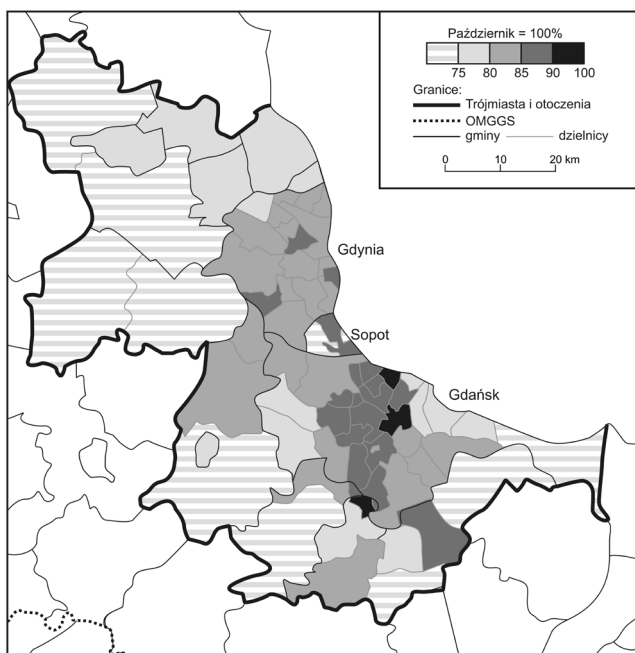 Październik = 100%
75 80 85 90 100
Granice:
Trójmiasta i otoczenia
OMGGS
gminy dzielnicy
0 10 20 km
Gdynia
Sopot
Gdańsk